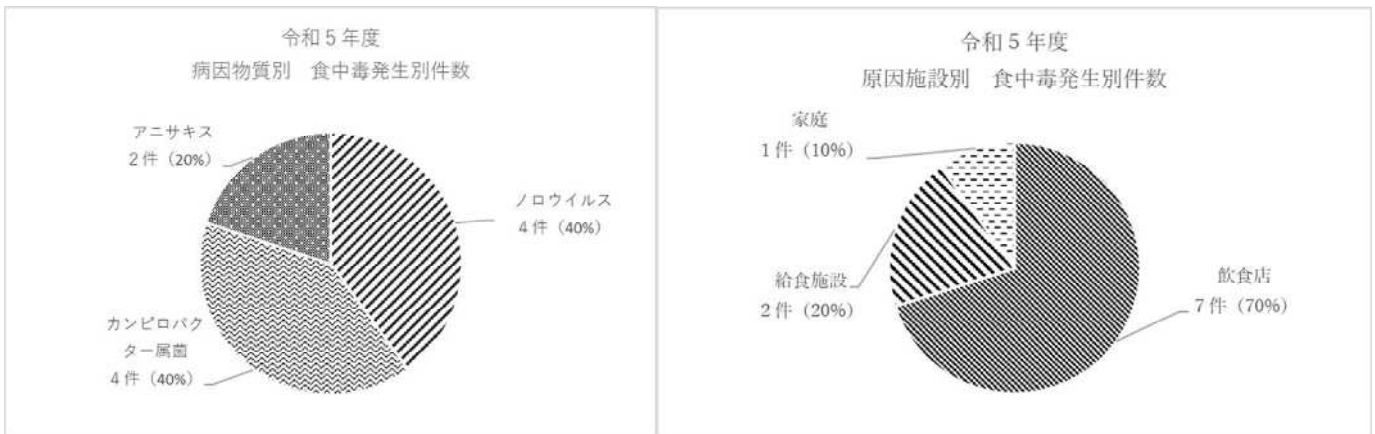 令和５年度
病因物質別　食中毒発生別件数
アニサキス
２件（20%）
ノロウイルス
４件（40%）
カンピロバク
ター属菌
４件（40%）
令和 5 年度
原因施設別　食中毒発生別件数
家庭
1 件（10%）
給食施設
2 件（20%）
飲食店
7 件（70%）